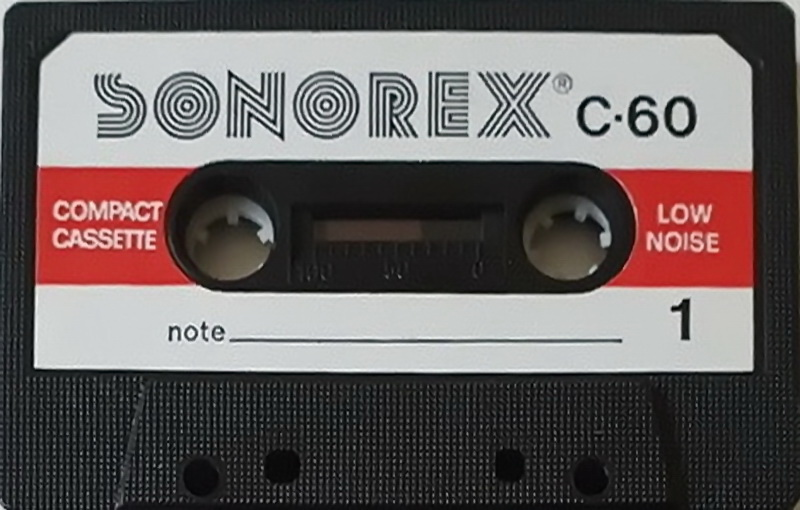 SONOREX® C·60
COMPACT
CASSETTE
LOW
NOISE
100 50 0
note
1